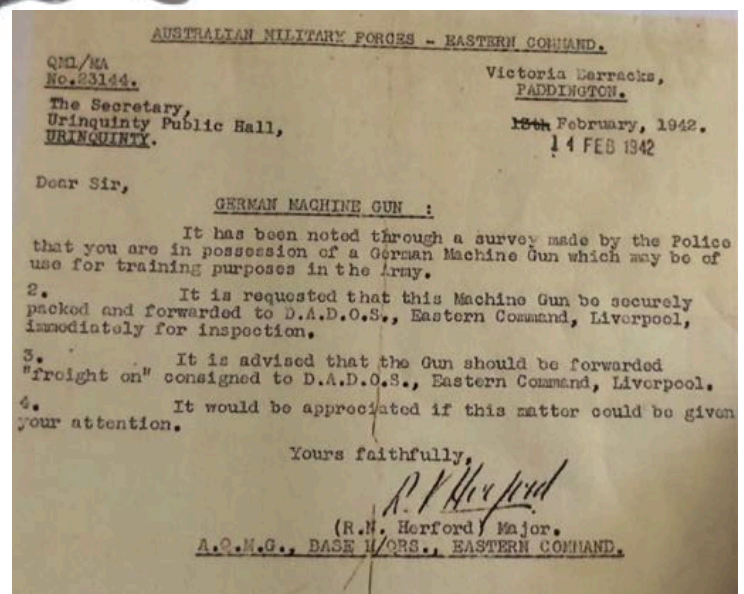 AUSTRALIAN MILITARY FORCES - EASTERN COMMAND.
QM1/MA
No.23144.
Victoria Barracks,
PADDINGTON.
The Secretary,
Urinquinty Public Hall,
URINQUINTY.
13th February, 1942.
14 FEB 1942
Dear Sir,
GERMAN MACHINE GUN :
It has been noted through a survey made by the Police
that you are in possession of a German Machine Gun which may be of
use for training purposes in the Army.
2. It is requested that this Machine Gun be securely
packed and forwarded to D.A.D.O.S., Eastern Command, Liverpool,
immediately for inspection.
3. It is advised that the Gun should be forwarded
"freight on" consigned to D.A.D.O.S., Eastern Command, Liverpool.
4. It would be appreciated if this matter could be given
your attention.
Yours faithfully,
(R.N. Herford) Major.
A.Q.M.G., BASE H/QRS., EASTERN COMMAND.